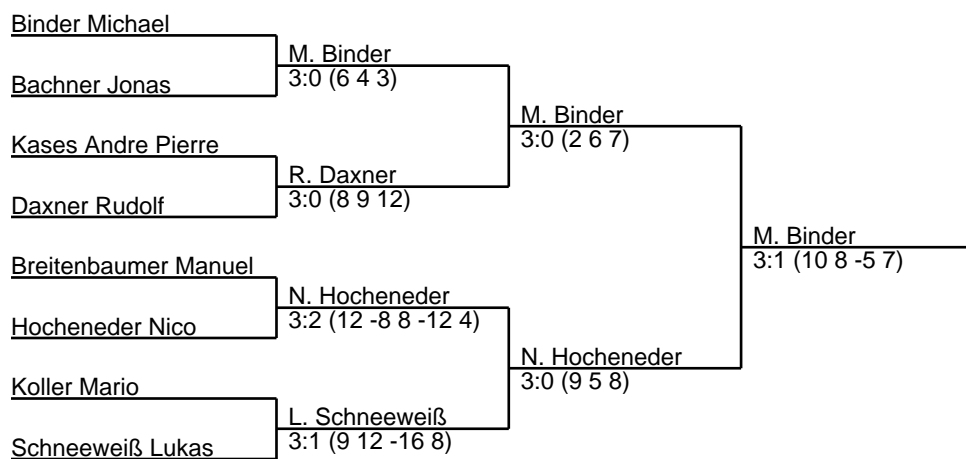 Binder Michael
M. Binder
3:0 (6 4 3)
Bachner Jonas
M. Binder
3:0 (2 6 7)
Kases Andre Pierre
R. Daxner
3:0 (8 9 12)
Daxner Rudolf
M. Binder
3:1 (10 8 -5 7)
Breitenbaumer Manuel
N. Hocheneder
3:2 (12 -8 8 -12 4)
Hocheneder Nico
N. Hocheneder
3:0 (9 5 8)
Koller Mario
L. Schneeweiß
3:1 (9 12 -16 8)
Schneeweiß Lukas